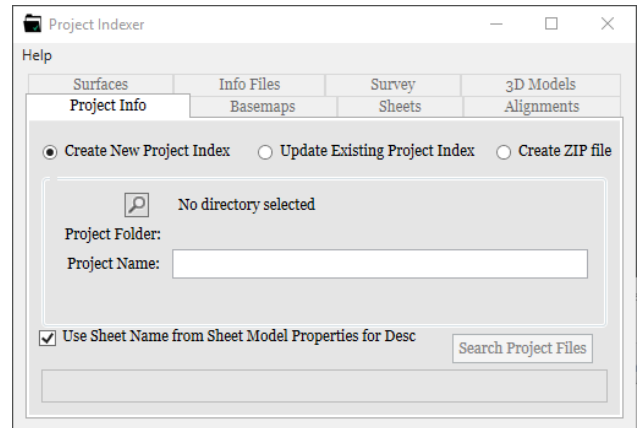 Project Indexer
Help
Surfaces Info Files Survey 3D Models
Project Info Basemaps Sheets Alignments
Create New Project Index Update Existing Project Index Create ZIP file
No directory selected
Project Folder:
Project Name:
Use Sheet Name from Sheet Model Properties for Desc
Search Project Files